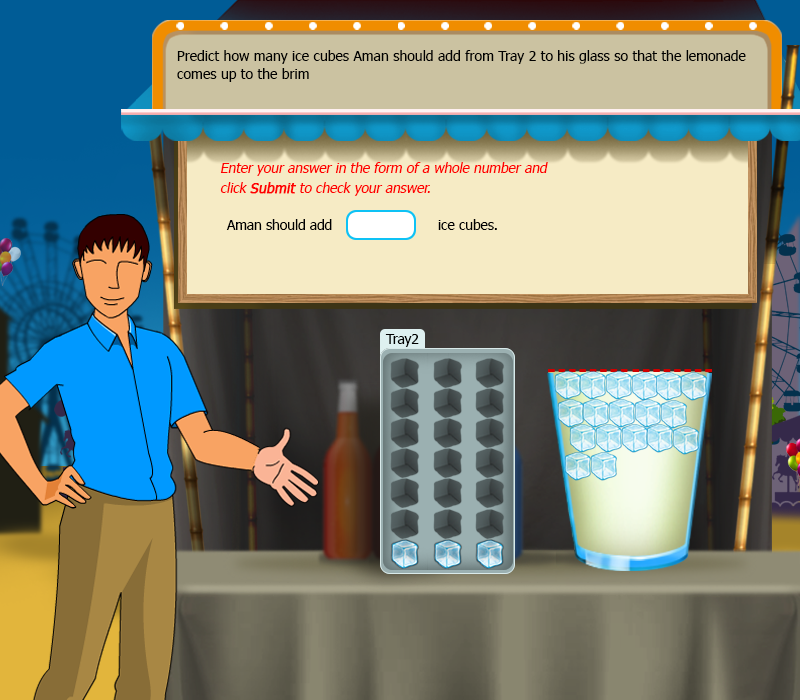 Predict how many ice cubes Aman should add from Tray 2 to his glass so that the lemonade
comes up to the brim
Enter your answer in the form of a whole number and
click Submit to check your answer.
Aman should add ice cubes.
Tray2